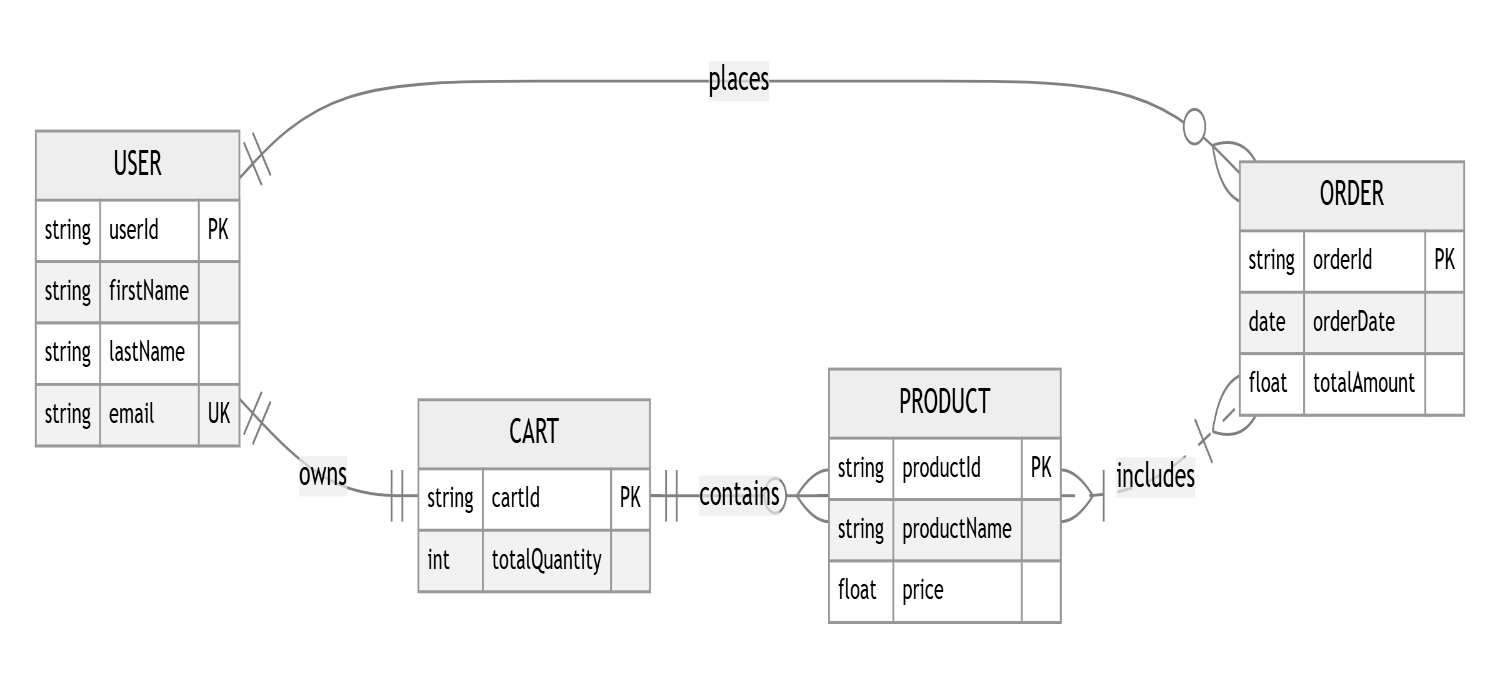 places
USER
string userId PK
string firstName
string lastName
string email UK
ORDER
string orderId PK
date orderDate
float totalAmount
owns
CART
string cartId PK
int totalQuantity
contains
PRODUCT
string productId PK
string productName
float price
includes